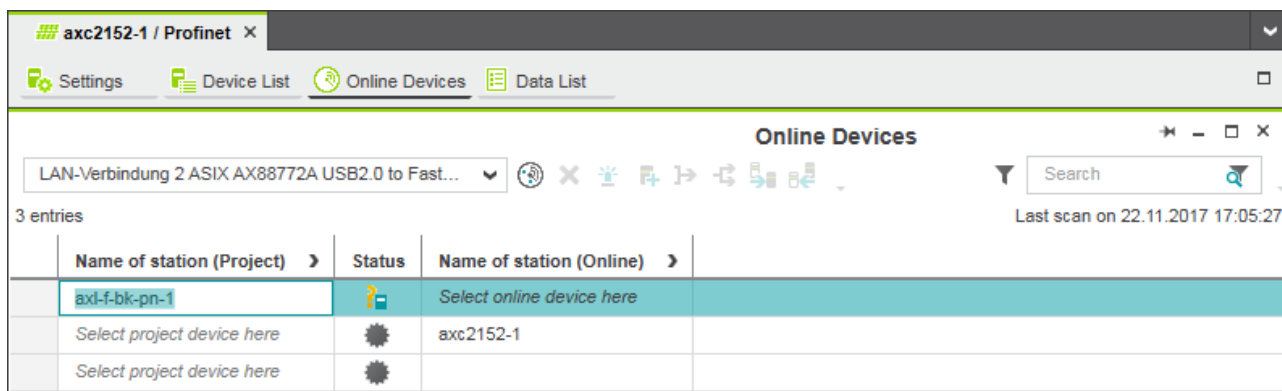 axc2152-1 / Profinet
Settings Device List Online Devices Data List
Online Devices
LAN-Verbindung 2 ASIX AX88772A USB2.0 to Fast... Search
3 entries Last scan on 22.11.2017 17:05:27
Name of station (Project) Status Name of station (Online)
axl-f-bk-pn-1 Select online device here
Select project device here axc2152-1
Select project device here